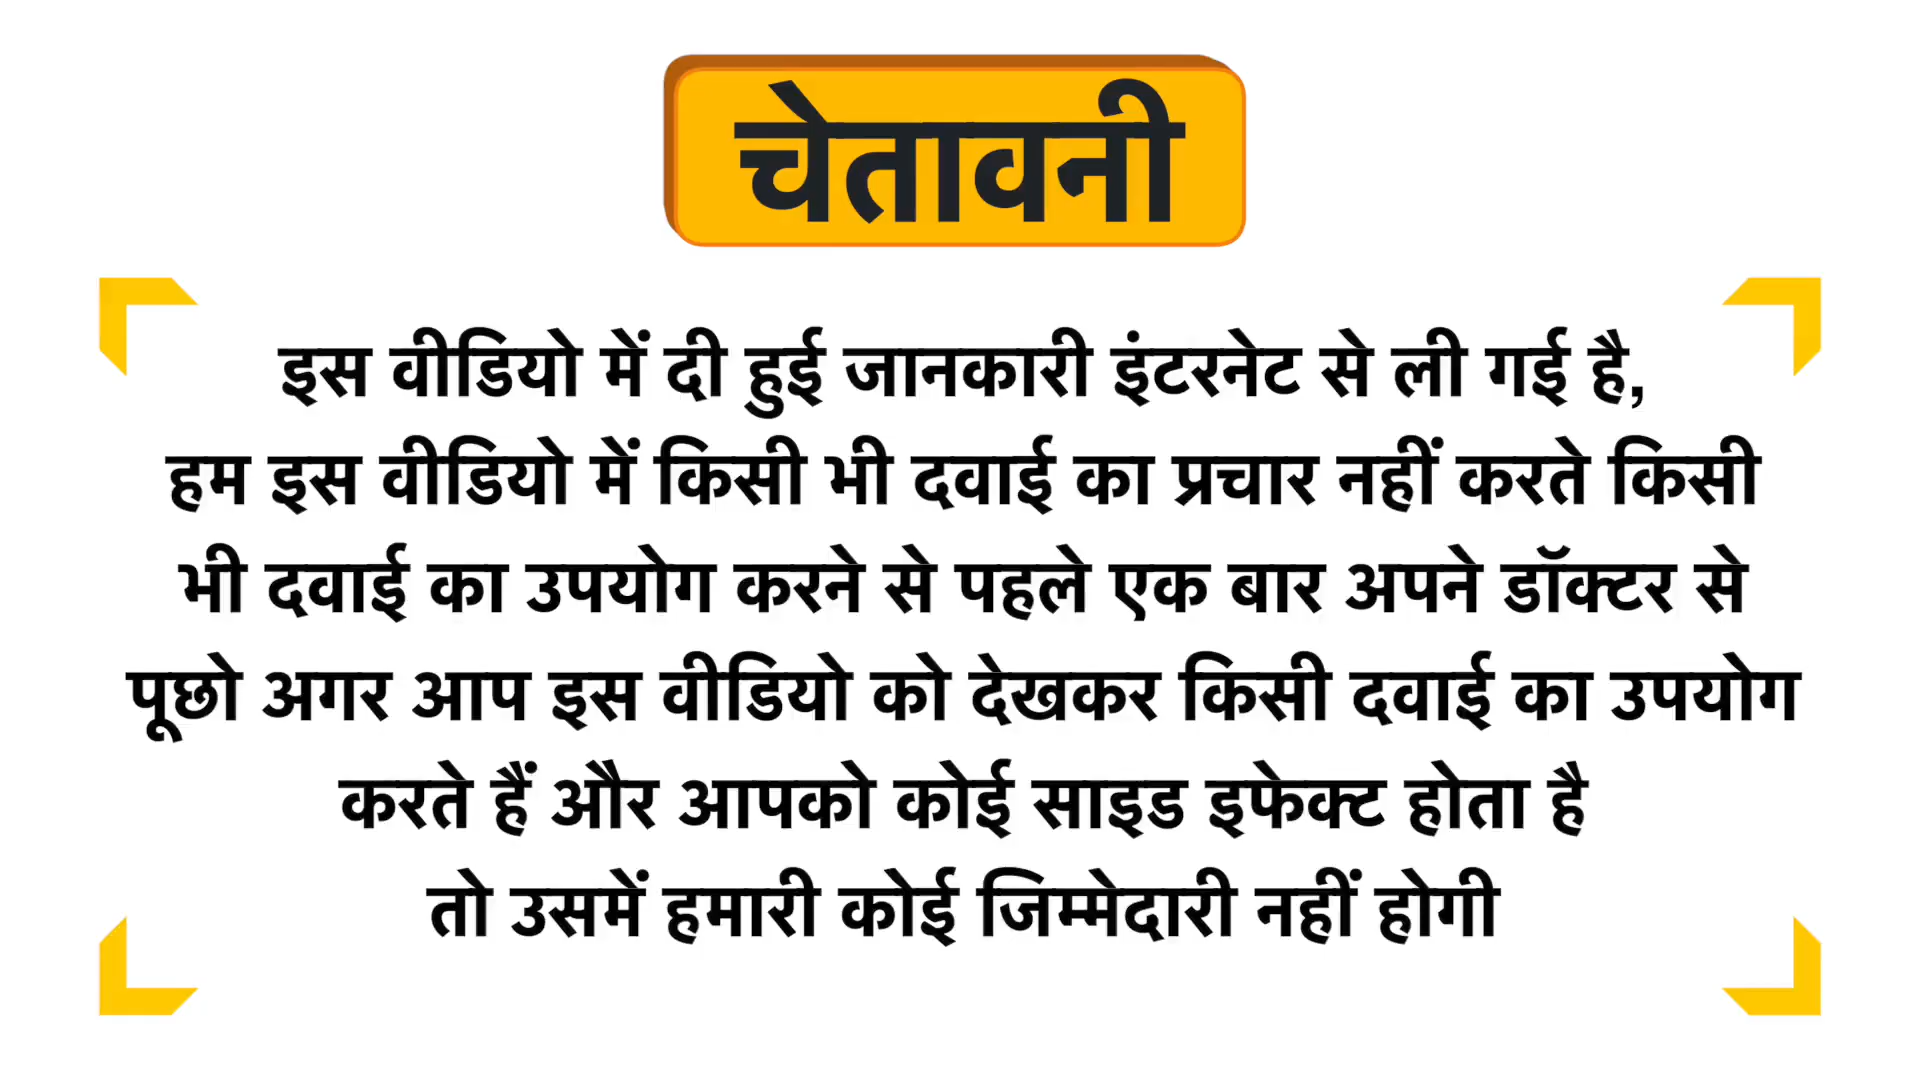 चेतावनी
इस वीडियो में दी हुई जानकारी इंटरनेट से ली गई है,
हम इस वीडियो में किसी भी दवाई का प्रचार नहीं करते किसी
भी दवाई का उपयोग करने से पहले एक बार अपने डॉक्टर से
पूछो अगर आप इस वीडियो को देखकर किसी दवाई का उपयोग
करते हैं और आपको कोई साइड इफेक्ट होता है
तो उसमें हमारी कोई जिम्मेदारी नहीं होगी